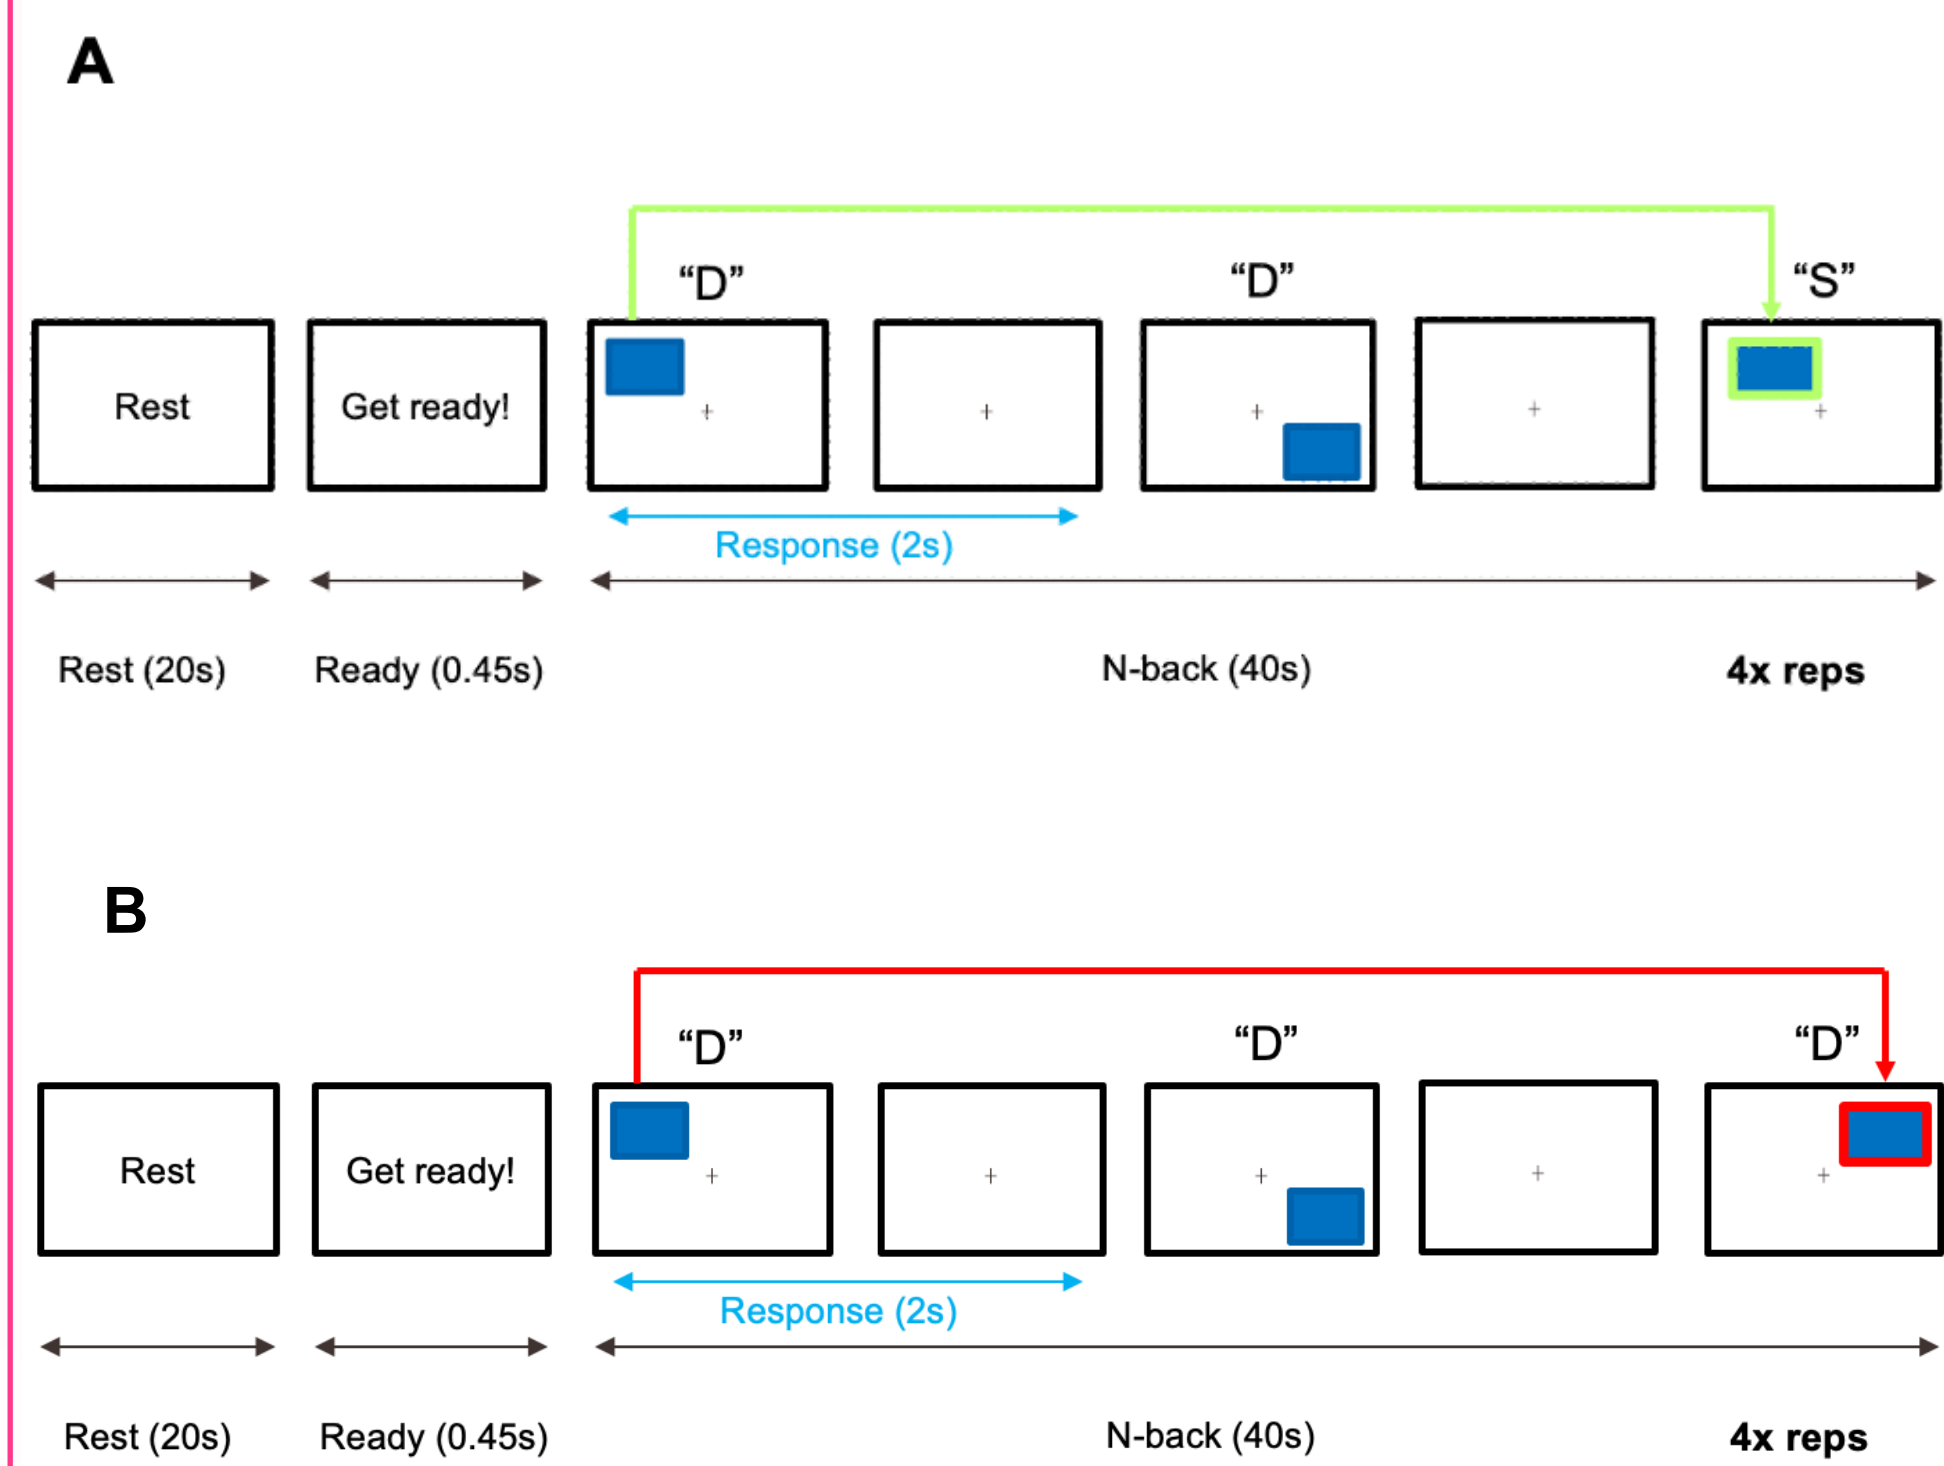 A
“D” “D” “S”
Rest Get ready!
Response (2s)
Rest (20s) Ready (0.45s) N-back (40s) 4x reps
B
“D” “D” “D”
Rest Get ready!
Response (2s)
Rest (20s) Ready (0.45s) N-back (40s) 4x reps